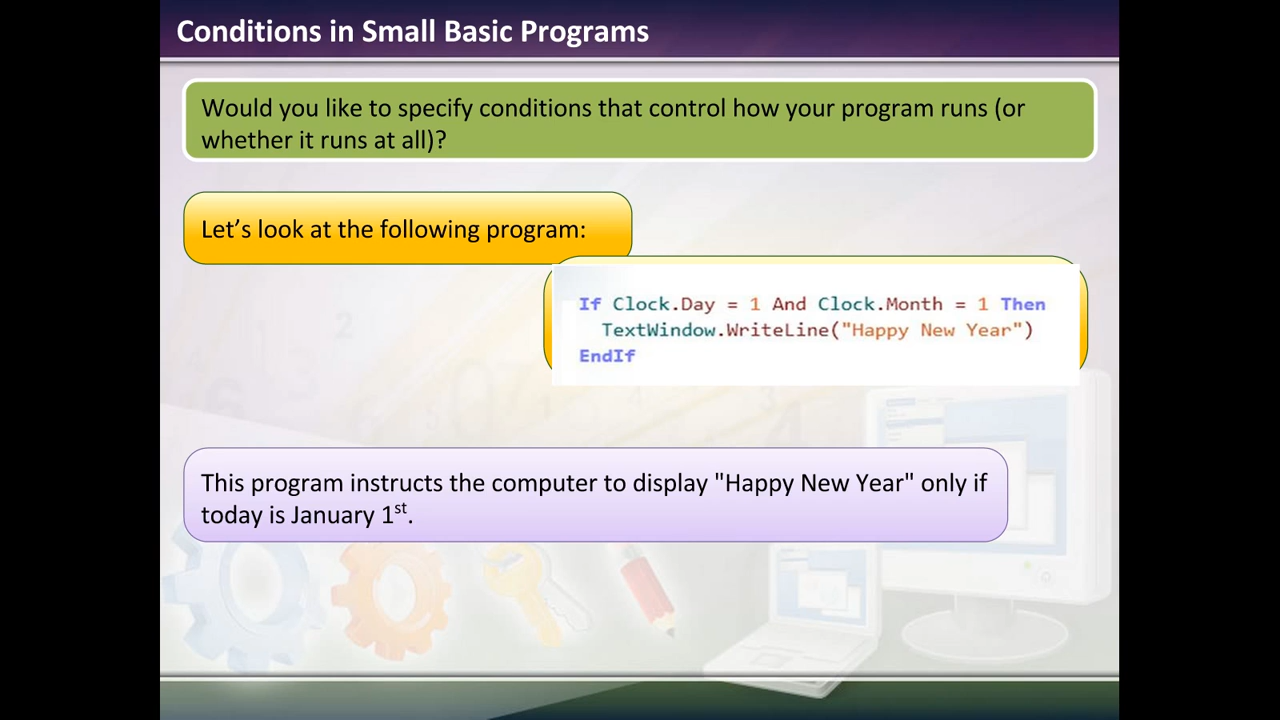 Conditions in Small Basic Programs
Would you like to specify conditions that control how your program runs (or
whether it runs at all)?
Let’s look at the following program:
If Clock.Day = 1 And Clock.Month = 1 Then
TextWindow.WriteLine("Happy New Year")
EndIf
This program instructs the computer to display "Happy New Year" only if
today is January 1st.